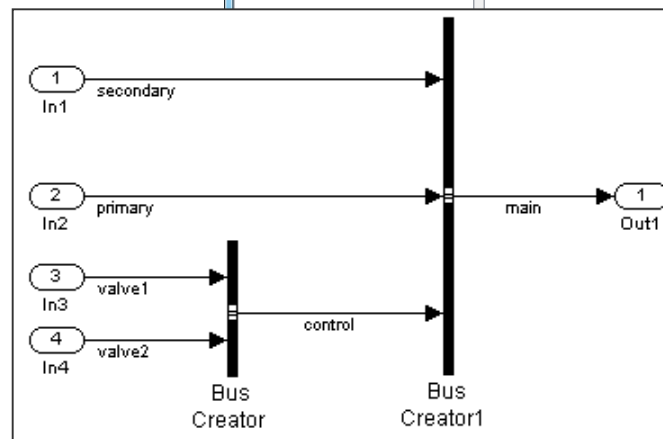 1
In1
secondary
2
In2
primary
main
1
Out1
3
In3
valve1
control
4
In4
valve2
Bus
Creator
Bus
Creator1